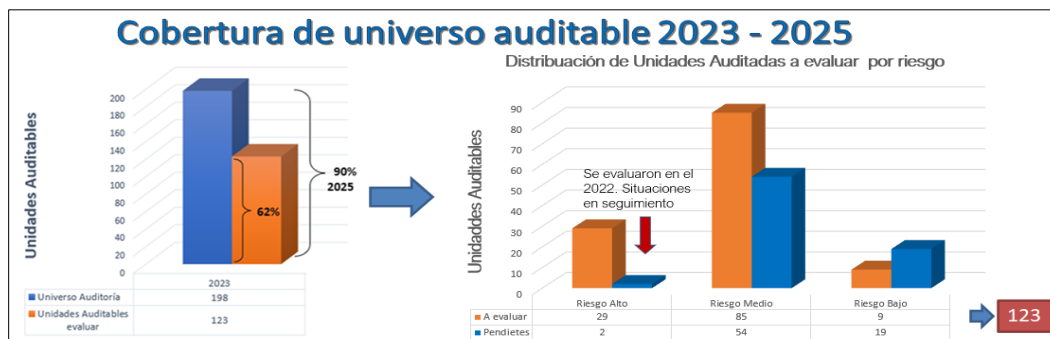 Cobertura de universo auditable 2023 - 2025
Unidades Auditables
200
180
160
140
120
100
80
60
40
20
0
62%
90%
2025
2023
Universo Auditoría 198
Unidades Auditables evaluar 123
Distribuación de Unidades Auditadas a evaluar por riesgo
Unidaddes Auditables
90
80
70
60
50
40
30
20
10
0
Se evaluaron en el
2022. Situaciones
en seguimiento
Riesgo Alto Riesgo Medio Riesgo Bajo
A evaluar 29 85 9
Pendietes 2 54 19
123